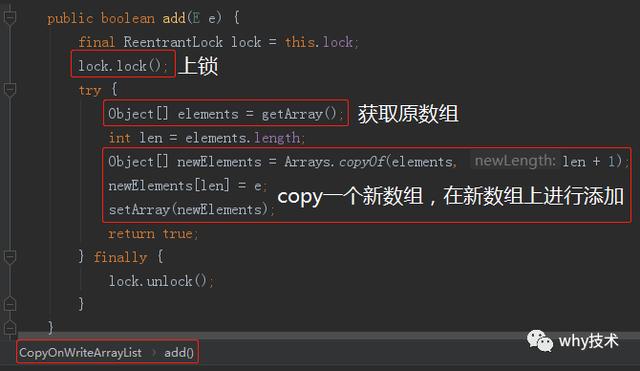 public boolean add(E e) {
final ReentrantLock lock = this.lock;
lock.lock(); 上锁
try {
Object[] elements = getArray(); 获取原数组
int len = elements.length;
Object[] newElements = Arrays.copyOf(elements, newLength: len + 1);
newElements[len] = e;
setArray(newElements); copy一个新数组，在新数组上进行添加
return true;
} finally {
lock.unlock();
}
}
why技术
CopyOnWriteArrayList › add()